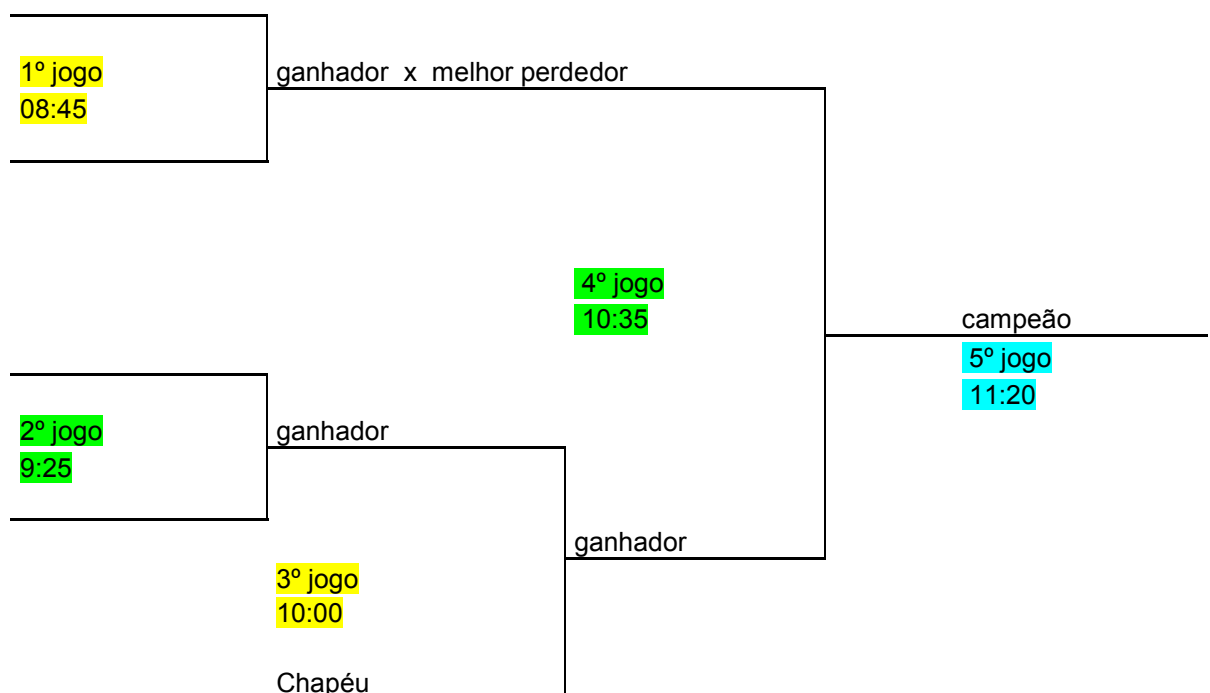 1º jogo
08:45
ganhador x melhor perdedor
4º jogo
10:35
campeão
5º jogo
11:20
2º jogo
9:25
ganhador
ganhador
3º jogo
10:00
Chapéu